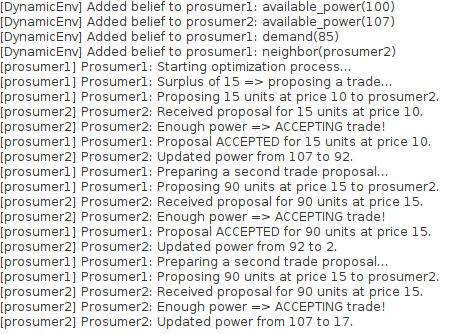 [DynamicEnv] Added belief to prosumer1: available_power(100)
[DynamicEnv] Added belief to prosumer2: available_power(107)
[DynamicEnv] Added belief to prosumer1: demand(85)
[DynamicEnv] Added belief to prosumer1: neighbor(prosumer2)
[prosumer1] Prosumer1: Starting optimization process...
[prosumer1] Prosumer1: Surplus of 15 => proposing a trade...
[prosumer1] Prosumer1: Proposing 15 units at price 10 to prosumer2.
[prosumer2] Prosumer2: Received proposal for 15 units at price 10.
[prosumer2] Prosumer2: Enough power => ACCEPTING trade!
[prosumer1] Prosumer1: Proposal ACCEPTED for 15 units at price 10.
[prosumer2] Prosumer2: Updated power from 107 to 92.
[prosumer1] Prosumer1: Preparing a second trade proposal...
[prosumer1] Prosumer1: Proposing 90 units at price 15 to prosumer2.
[prosumer2] Prosumer2: Received proposal for 90 units at price 15.
[prosumer2] Prosumer2: Enough power => ACCEPTING trade!
[prosumer1] Prosumer1: Proposal ACCEPTED for 90 units at price 15.
[prosumer2] Prosumer2: Updated power from 92 to 2.
[prosumer1] Prosumer1: Preparing a second trade proposal...
[prosumer1] Prosumer1: Proposing 90 units at price 15 to prosumer2.
[prosumer2] Prosumer2: Received proposal for 90 units at price 15.
[prosumer2] Prosumer2: Enough power => ACCEPTING trade!
[prosumer2] Prosumer2: Updated power from 107 to 17.